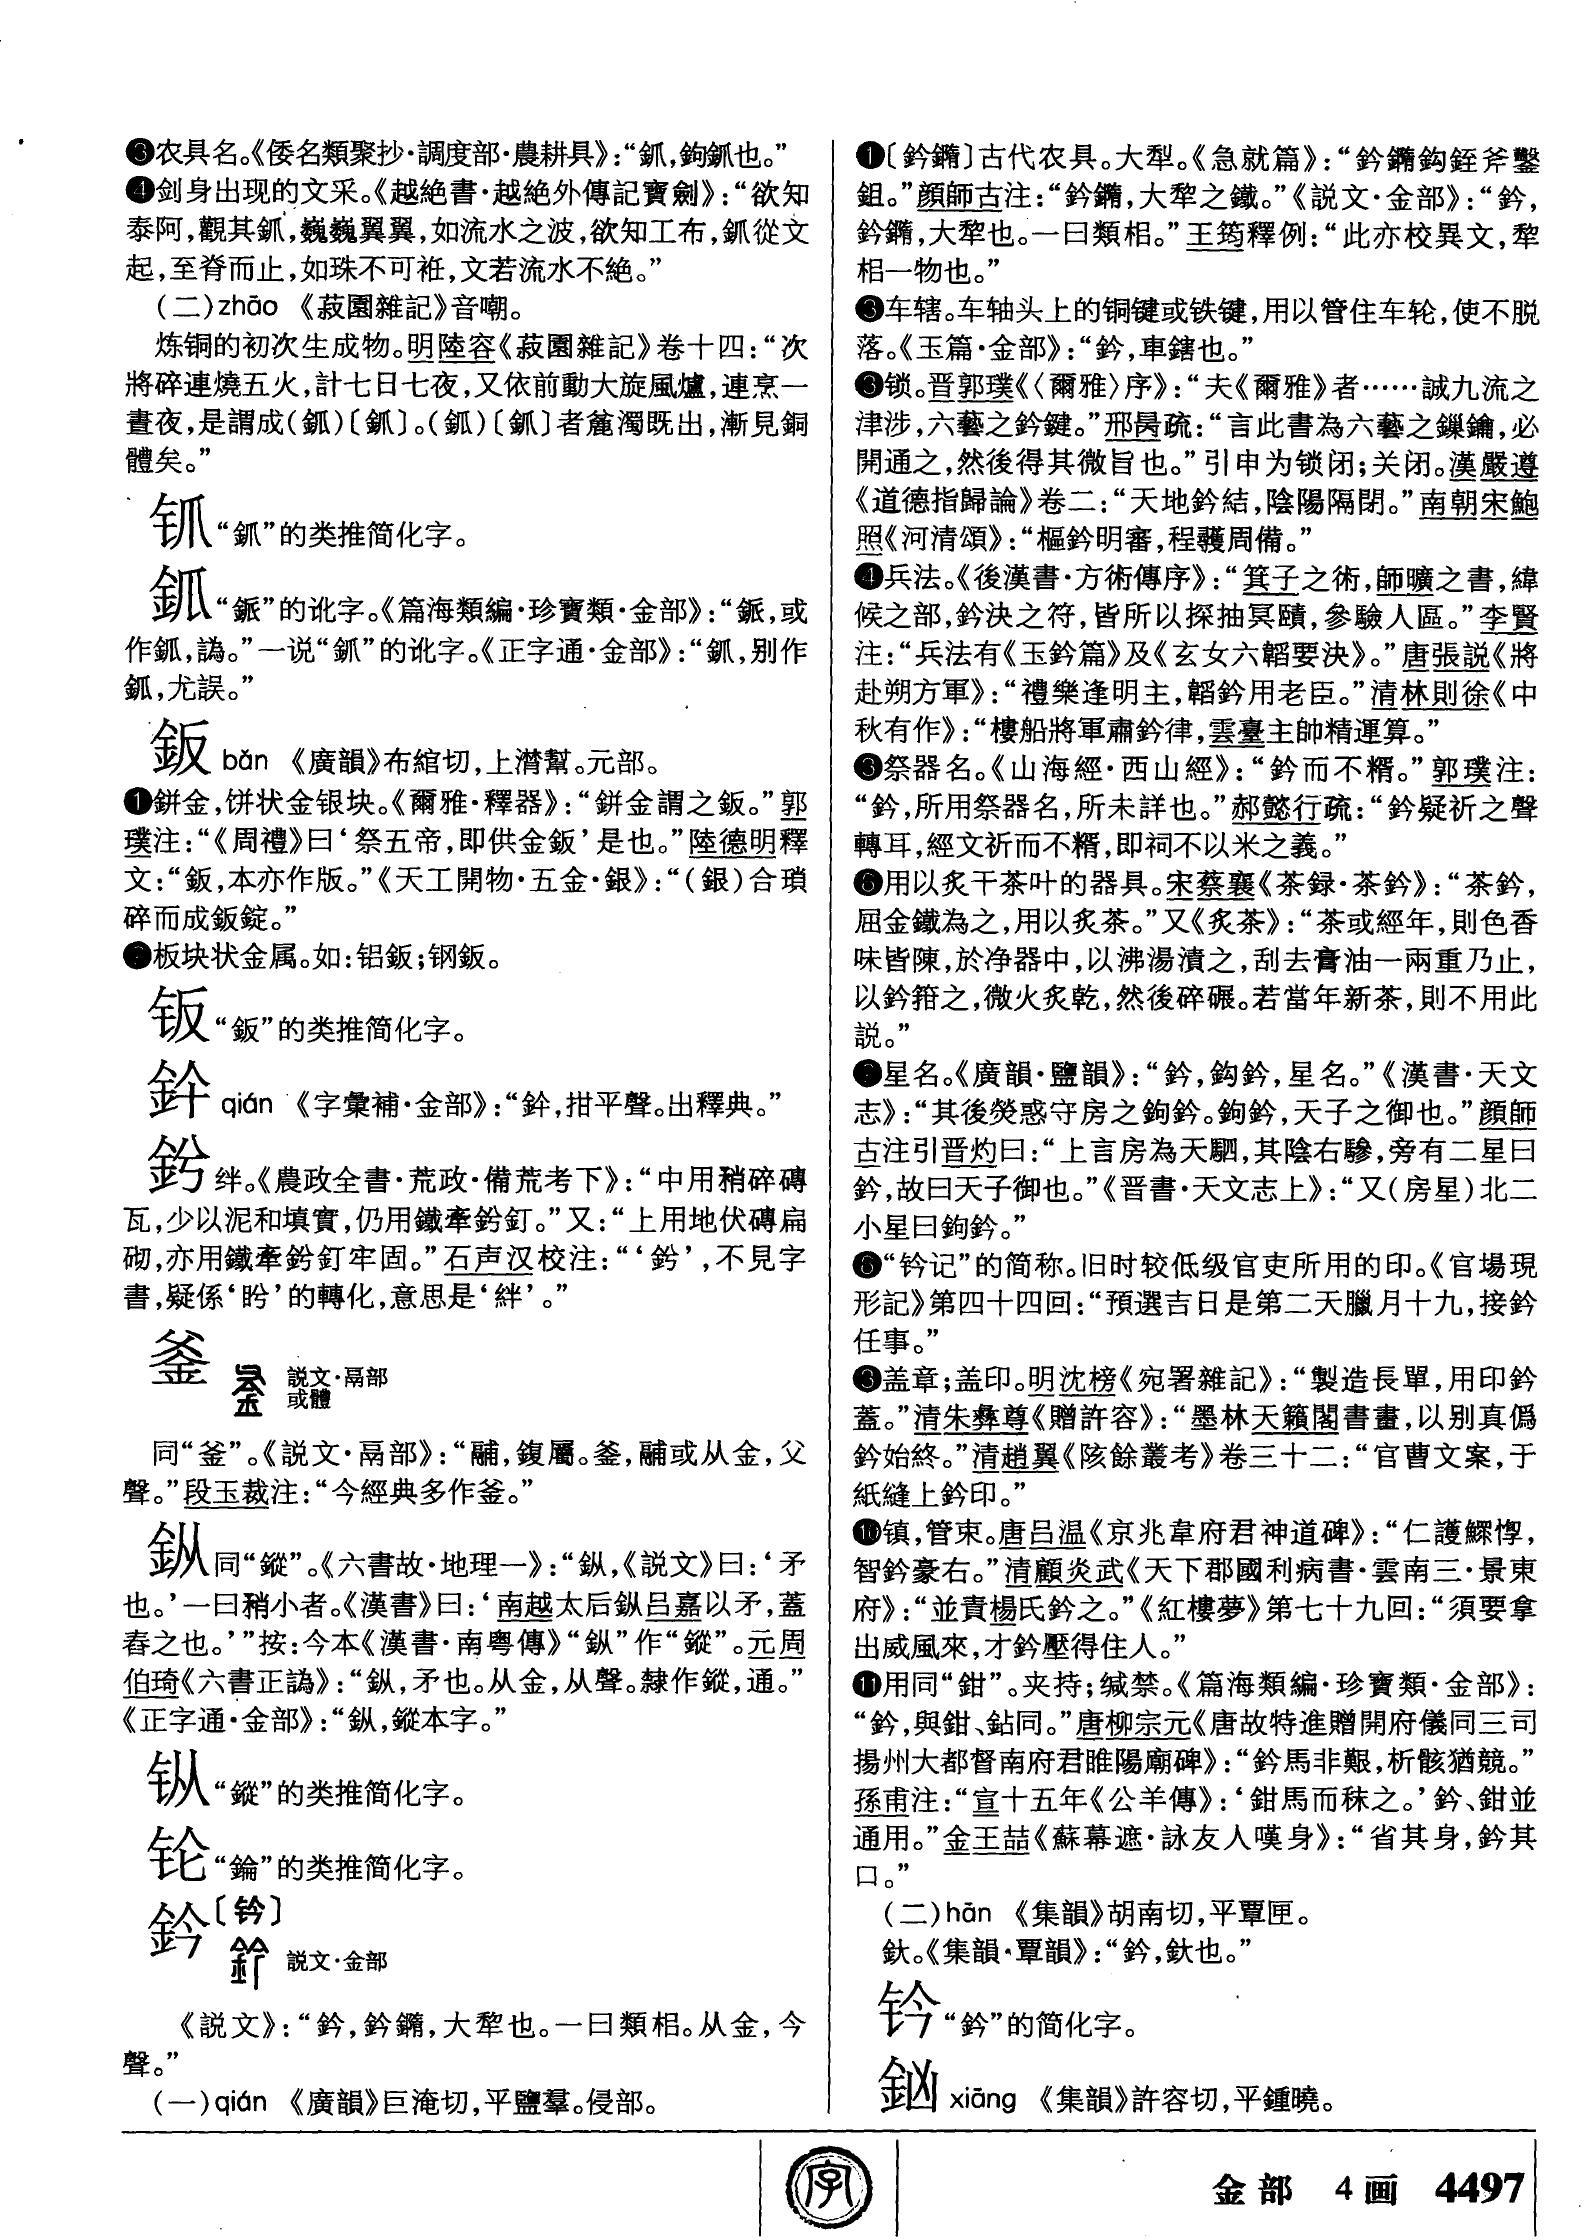 ❸农具名。《倭名類聚抄·調度部·農耕具》：“釽，鉤釽也。”
❹剑身出现的文采。《越絶書·越絶外傳記寶劍》：“欲知
泰阿，觀其釽，巍巍翼翼，如流水之波，欲知工布，釽從文
起，至脊而止，如珠不可衽，文若流水不絶。”
（二）zhāo 《菽園雜記》音嘲。
炼铜的初次生成物。明陸容《菽園雜記》卷十四：“次
將碎連燒五火，計七日七夜，又依前動大旋風爐，連烹一
晝夜，是謂成（釽）〔釽〕。（釽）〔釽〕者麄濁既出，漸見銅
體矣。”
“釽”的类推简化字。
“鈲”的讹字。《篇海類編·珍寶類·金部》：“鈲，或
作釽，譌。”一说“釽”的讹字。《正字通·金部》：“釽，别作
釽，尤誤。”
鈑 bǎn 《廣韻》布綰切，上潸幫。元部。
❶鉼金，饼状金银块。《爾雅·釋器》：“鉼金謂之鈑。”郭
璞注：“《周禮》曰‘祭五帝，即供金鈑’是也。”陸德明釋
文：“鈑，本亦作版。”《天工開物·五金·銀》：“（銀）合瑣
碎而成鈑錠。”
❷板块状金属。如：铝鈑；钢鈑。
钣“鈑”的类推简化字。
qián 《字彙補·金部》：“，拑平聲。出釋典。”
鈖 绊。《農政全書·荒政·備荒考下》：“中用稍碎磚
瓦，少以泥和填實，仍用鐵牽釘。”又：“上用地伏磚扁
砌，亦用鐵牽釘牢固。”石声汉校注：“‘’，不見字
書，疑係‘盻’的轉化，意思是‘絆’。”
釜 説文·鬲部
或體
同“釜”。《説文·鬲部》：“鬴，鍑屬。釜，鬴或从金，父
聲。”段玉裁注：“今經典多作釜。”
同“鏦”。《六書故·地理一》：“，《説文》曰：‘矛
也。’一曰矟小者。《漢書》曰：‘南越太后吕嘉以矛，蓋
舂之也。’”按：今本《漢書·南粤傳》“”作“鏦”。元周
伯琦《六書正譌》：“，矛也。从金，从聲。隸作鏦，通。”
《正字通·金部》：“，鏦本字。”
“鏦”的类推简化字。
“錀”的类推简化字。
鈐〔钤〕
説文·金部
《説文》：“鈐，鈐䥯，大犂也。一曰類枱。从金，今
聲。”
（一）qián 《廣韻》巨淹切，平鹽羣。侵部。
❶〔鈐䥯〕古代农具。大犁。《急就篇》：“鈐䥯鈎銍斧鑿
鉏。”顔師古注：“鈐䥯，大犂之鐵。”《説文·金部》：“鈐，
鈐䥯，大犂也。一曰類枱。”王筠釋例：“此亦校異文，犂
枱一物也。”
❷车辖。车轴头上的铜键或铁键，用以管住车轮，使不脱
落。《玉篇·金部》：“鈐，車鎋也。”
❸锁。晋郭璞《〈爾雅〉序》：“夫《爾雅》者……誠九流之
津涉，六藝之鈐鍵。”邢昺疏：“言此書為六藝之鏁鑰，必
開通之，然後得其微旨也。”引申为锁闭；关闭。漢嚴遵
《道德指歸論》卷二：“天地鈐結，陰陽隔閉。”南朝宋鮑
照《河清頌》：“樞鈐明審，程䕶周備。”
❹兵法。《後漢書·方術傳序》：“箕子之術，師曠之書，緯
候之部，鈐決之符，皆所以探抽冥賾，參驗人區。”李賢
注：“兵法有《玉鈐篇》及《玄女六韜要決》。”唐張説《將
赴朔方軍》：“禮樂逢明主，韜鈐用老臣。”清林則徐《中
秋有作》：“樓船將軍肅鈐律，雲臺主帥精運算。”
❺祭器名。《山海經·西山經》：“鈐而不糈。”郭璞注：
“鈐，所用祭器名，所未詳也。”郝懿行疏：“鈐疑祈之聲
轉耳，經文祈而不糈，即祠不以米之義。”
❻用以炙干茶叶的器具。宋蔡襄《茶録·茶鈐》：“茶鈐，
屈金鐵為之，用以炙茶。”又《炙茶》：“茶或經年，則色香
味皆陳，於净器中，以沸湯漬之，刮去膏油一兩重乃止，
以鈐箝之，微火炙乾，然後碎碾。若當年新茶，則不用此
説。”
❼星名。《廣韻·鹽韻》：“鈐，鈎鈐，星名。”《漢書·天文
志》：“其後熒惑守房之鉤鈐。鉤鈐，天子之御也。”顔師
古注引晋灼曰：“上言房為天駟，其陰右驂，旁有二星曰
鈐，故曰天子御也。”《晋書·天文志上》：“又（房星）北二
小星曰鉤鈐。”
❽“钤记”的简称。旧时较低级官吏所用的印。《官場現
形記》第四十四回：“預選吉日是第二天臘月十九，接鈐
任事。”
❾盖章；盖印。明沈榜《宛署雜記》：“製造長單，用印鈐
蓋。”清朱彝尊《贈許容》：“墨林天籟閣書畫，以别真僞
鈐始終。”清趙翼《陔餘叢考》卷三十二：“官曹文案，于
紙縫上鈐印。”
❿镇，管束。唐吕温《京兆韋府君神道碑》：“仁護鰥惸，
智鈐豪右。”清顧炎武《天下郡國利病書·雲南三·景東
府》：“並責楊氏鈐之。”《紅樓夢》第七十九回：“須要拿
出威風來，才鈐壓得住人。”
⓫用同“鉗”。夹持；缄禁。《篇海類編·珍寶類·金部》：
“鈐，與鉗、鉆同。”唐柳宗元《唐故特進贈開府儀同三司
揚州大都督南府君睢陽廟碑》：“鈐馬非艱，析骸猶競。”
孫甫注：“宣十五年《公羊傳》：‘鉗馬而秣之。’鈐、鉗並
通用。”金王喆《蘇幕遮·詠友人嘆身》：“省其身，鈐其
口。”
（二）hān 《集韻》胡南切，平覃匣。
釱。《集韻·覃韻》：“鈐，釱也。”
钤“鈐”的简化字。
xiāng 《集韻》許容切，平鍾曉。
字
金部 4画 4497